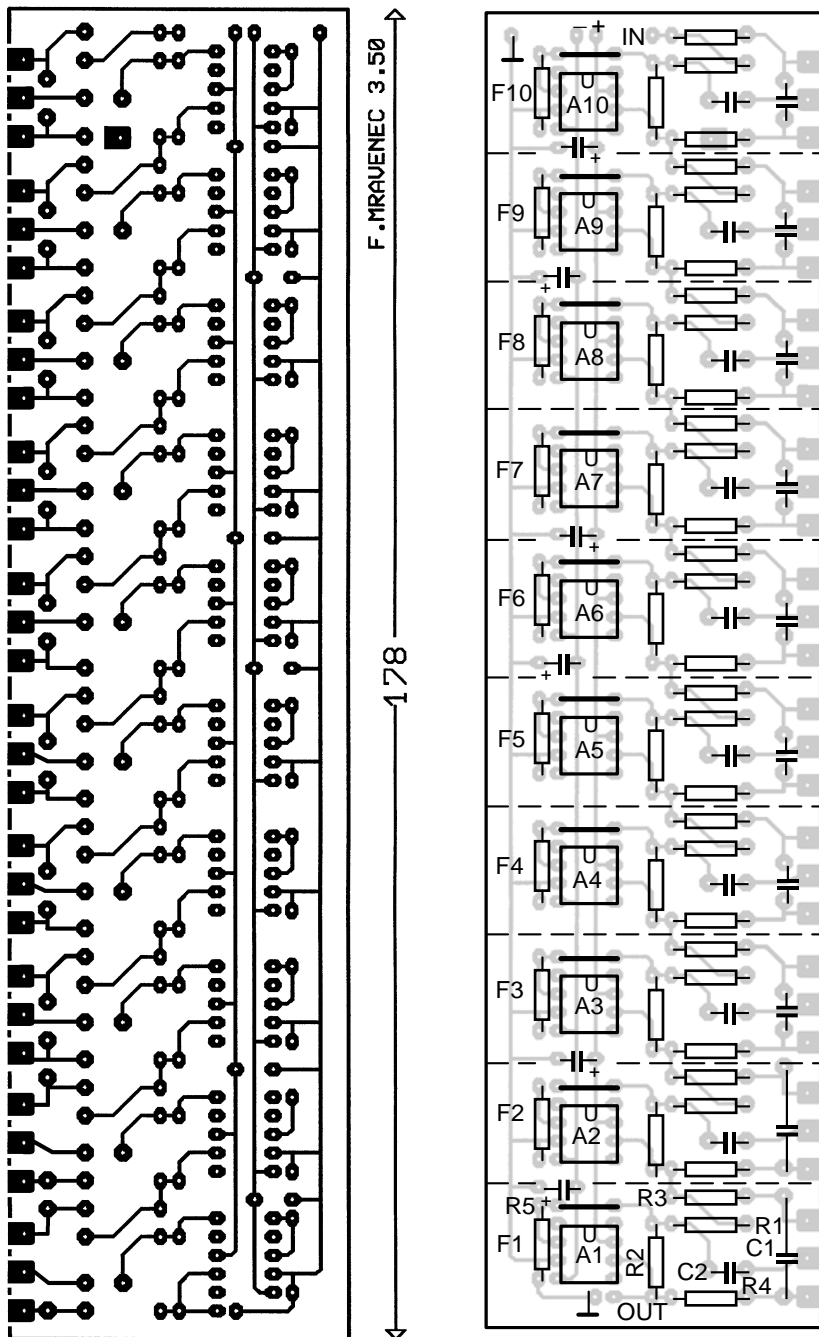 F.MRAVENEC 3.50
178
− + IN
F10 A10
+
F9 A9
+
F8 A8
F7 A7
+
F6 A6
+
F5 A5
F4 A4
F3 A3
+
F2 A2
+
R5 R3
F1 A1 R2 R1
C1
C2 R4
OUT